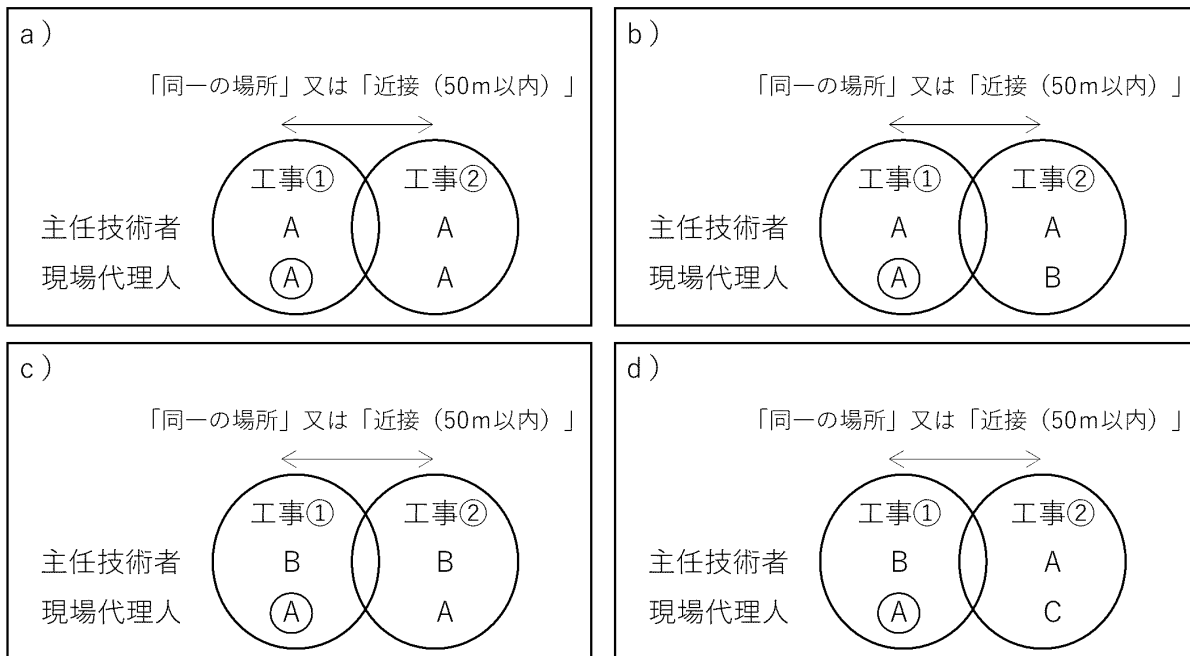 a）
「同一の場所」又は「近接（50m以内）」
工事① 工事②
主任技術者 A A
現場代理人 Ⓐ A
b）
「同一の場所」又は「近接（50m以内）」
工事① 工事②
主任技術者 A A
現場代理人 Ⓐ B
c）
「同一の場所」又は「近接（50m以内）」
工事① 工事②
主任技術者 B B
現場代理人 Ⓐ A
d）
「同一の場所」又は「近接（50m以内）」
工事① 工事②
主任技術者 B A
現場代理人 Ⓐ C